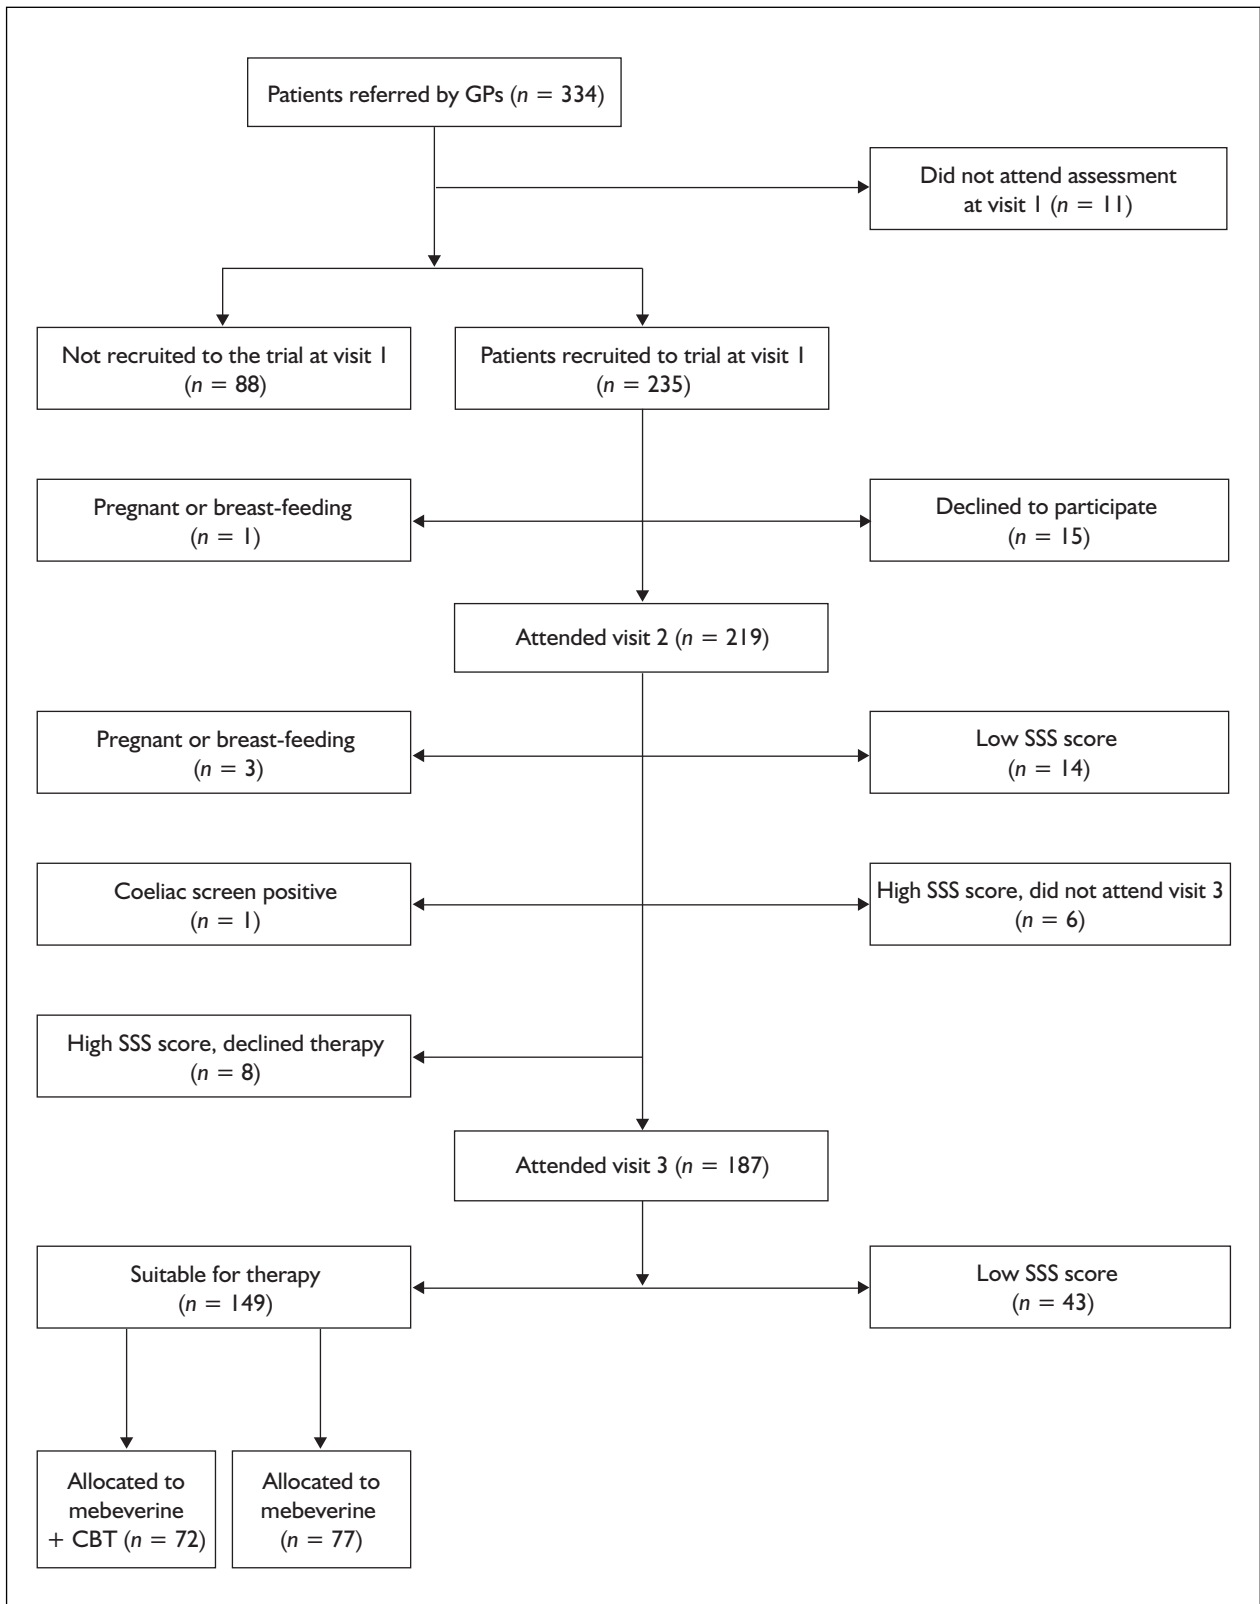 Patients referred by GPs (n = 334)
Did not attend assessment
at visit 1 (n = 11)
Not recruited to the trial at visit 1
(n = 88)
Patients recruited to trial at visit 1
(n = 235)
Pregnant or breast-feeding
(n = 1)
Declined to participate
(n = 15)
Attended visit 2 (n = 219)
Pregnant or breast-feeding
(n = 3)
Low SSS score
(n = 14)
Coeliac screen positive
(n = 1)
High SSS score, did not attend visit 3
(n = 6)
High SSS score, declined therapy
(n = 8)
Attended visit 3 (n = 187)
Suitable for therapy
(n = 149)
Low SSS score
(n = 43)
Allocated to
mebeverine
+ CBT (n = 72)
Allocated to
mebeverine
(n = 77)